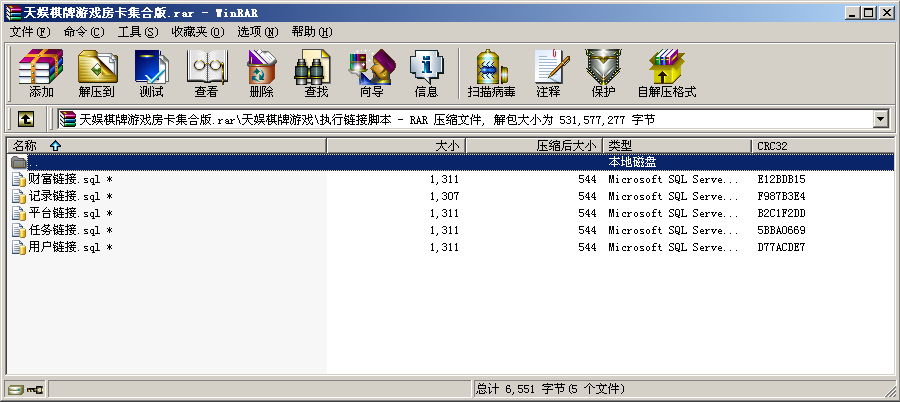 天娱棋牌游戏房卡集合版.rar - WinRAR
文件(F) 命令(C) 工具(S) 收藏夹(O) 选项(N) 帮助(H)
添加 解压到 测试 查看 删除 查找 向导 信息 扫描病毒 注释 保护 自解压格式
天娱棋牌游戏房卡集合版.rar\天娱棋牌游戏\执行链接脚本 - RAR 压缩文件, 解包大小为 531,577,277 字节
名称 大小 压缩后大小 类型 CRC32
.. 本地磁盘
财富链接.sql * 1,311 544 Microsoft SQL Serve... E12BDB15
记录链接.sql * 1,307 544 Microsoft SQL Serve... F987B3E4
平台链接.sql * 1,311 544 Microsoft SQL Serve... B2C1F2DD
任务链接.sql * 1,311 544 Microsoft SQL Serve... 5BBA0669
用户链接.sql * 1,311 544 Microsoft SQL Serve... D77ACDE7
总计 6,551 字节(5 个文件)